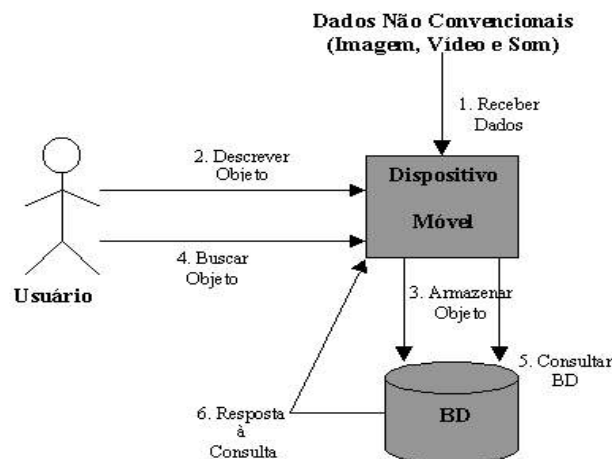 Dados Não Convencionais
(Imagem, Vídeo e Som)
1. Receber
Dados
2. Descrever
Objeto
Dispositivo
Móvel
4. Buscar
Objeto
Usuário
3. Armazenar
Objeto
5. Consultar
BD
6. Resposta
à
Consulta
BD